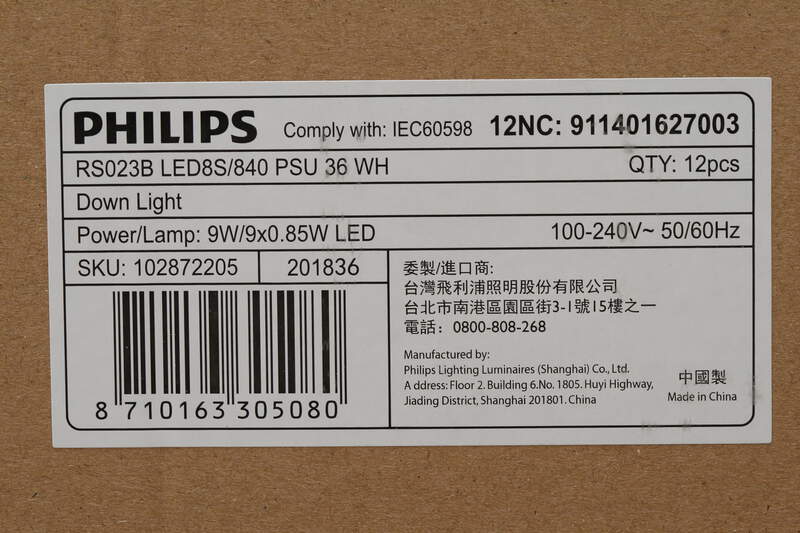 PHILIPS Comply with: IEC60598 12NC: 911401627003
RS023B LED8S/840 PSU 36 WH QTY: 12pcs
Down Light
Power/Lamp: 9W/9x0.85W LED 100-240V~ 50/60Hz
SKU: 102872205 201836
委製/進口商:
台灣飛利浦照明股份有限公司
台北市南港區園區街3-1號15樓之一
電話: 0800-808-268
Manufactured by:
Philips Lighting Luminaires (Shanghai) Co., Ltd.
A ddress: Floor 2. Building 6.No. 1805. Huyi Highway,
Jiading District, Shanghai 201801. China
中國製
Made in China
8 710163 305080